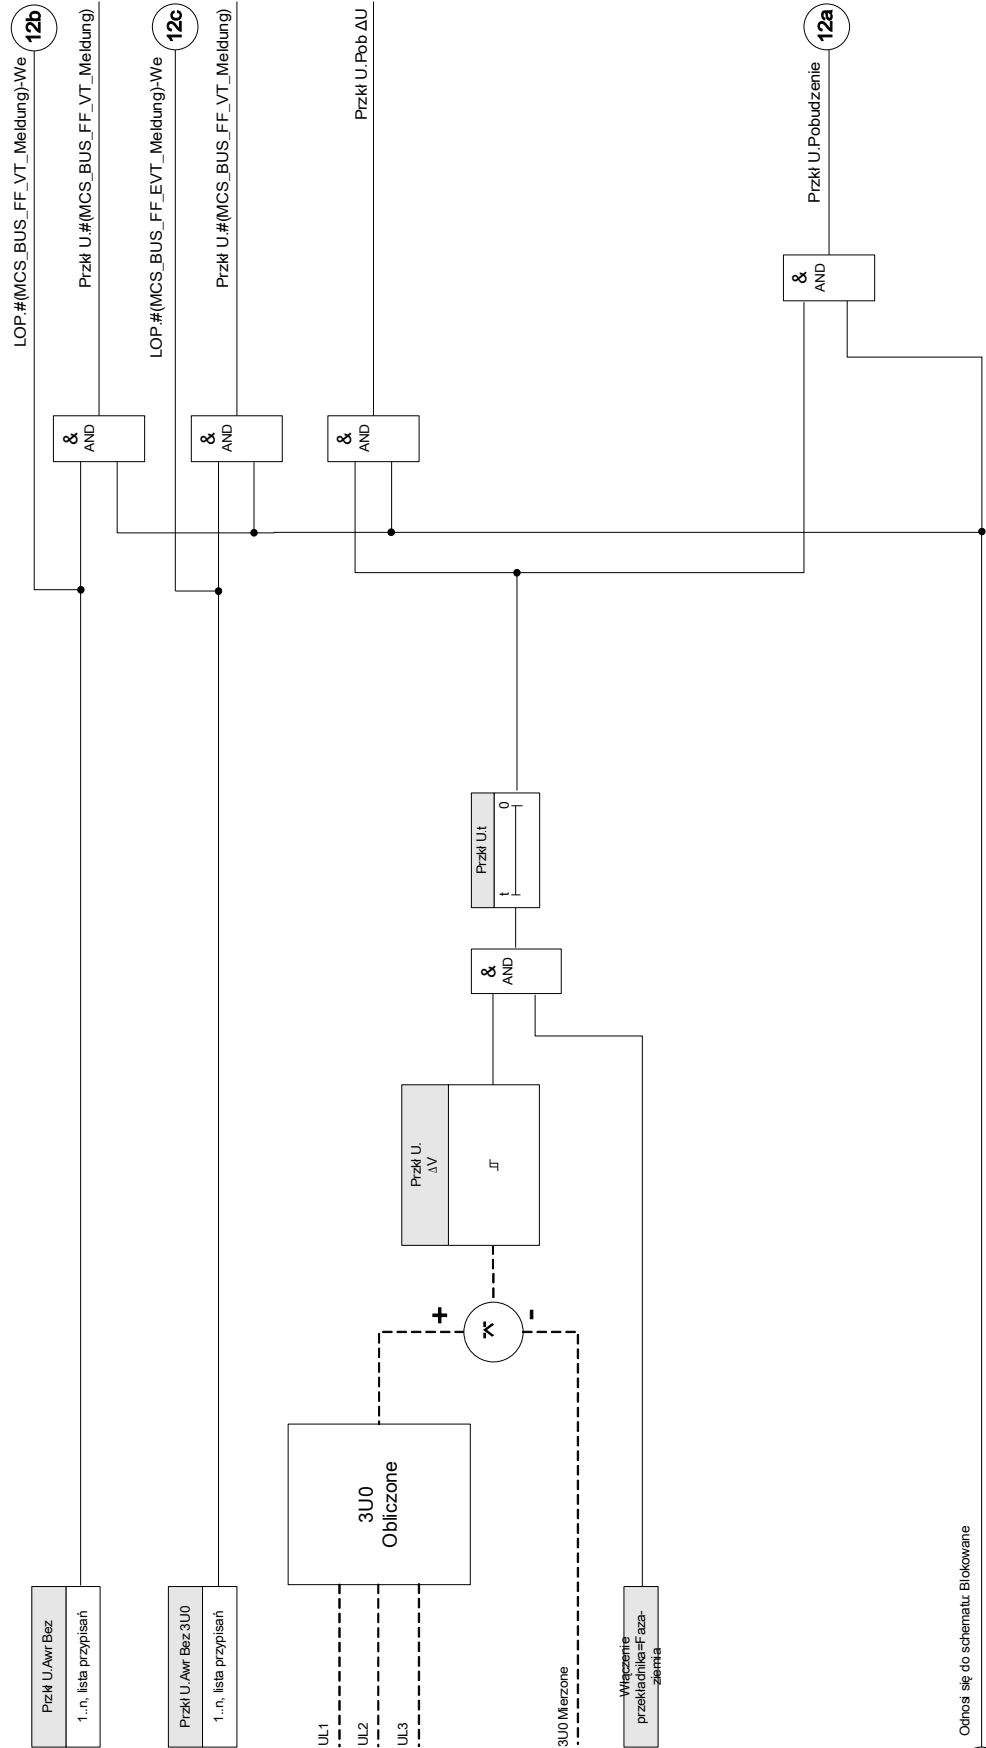 12b
LOP.#(MCS_BUS_FF_VT_Meldung)-We
Przkł U.#(MCS_BUS_FF_VT_Meldung)
12c
LOP.#(MCS_BUS_FF_EVT_Meldung)-We
Przkł U.#(MCS_BUS_FF_VT_Meldung)
Przkł U.Pob ΔU
12a
Przkł U.Pobudzenie
&
AND
&
AND
&
AND
&
AND
Przkł U.t
t
0
&
AND
Przkł U.
ΔV
+
-
3U0
Obliczone
Przkł U.Awr Bez
1..n, lista przypisań
Przkł U.Awr Bez 3U0
1..n, lista przypisań
UL1
UL2
UL3
3U0 Mierzone
Włączenie
przekładnika=Faza-
ziemia
Odnosi się do schematu: Blokowane